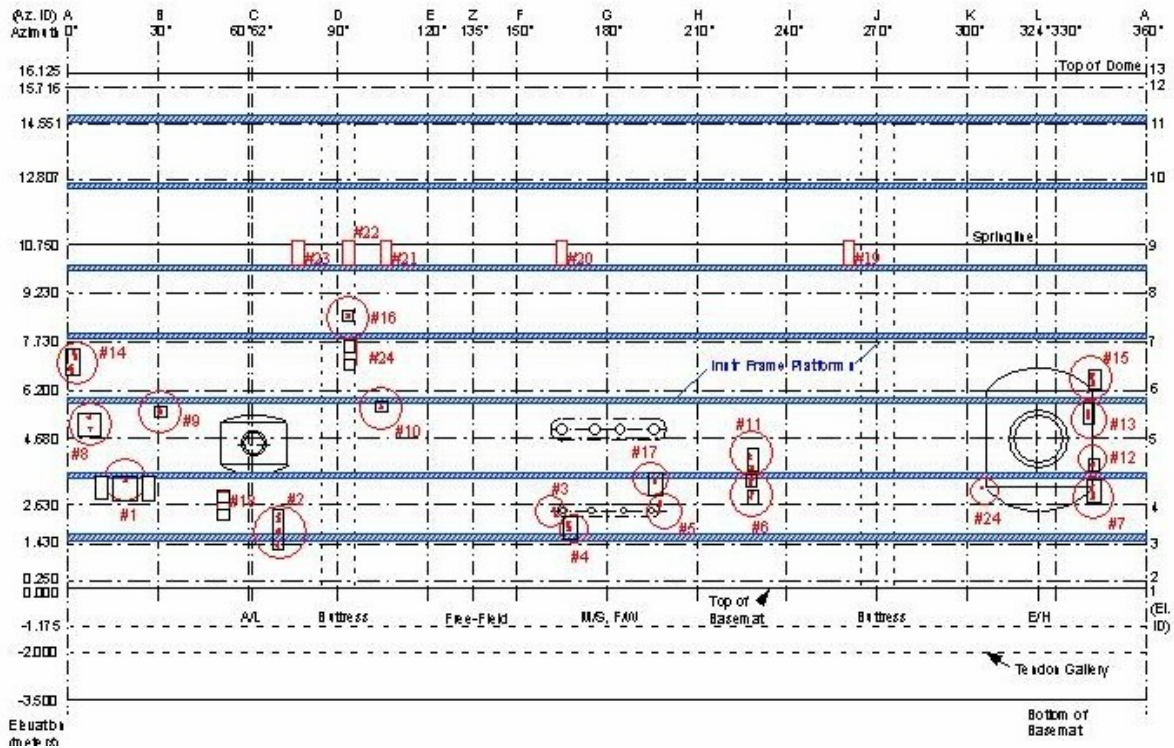 (Az. ID) A B C D E Z F G H I J K L A
Azimuth 0° 30° 60°62° 90° 120° 135° 150° 180° 210° 240° 270° 300° 324° 330° 360°
16.125 Top of Dome 13
15.716 12
14.551 11
12.807 10
#22
10.750 Springline 9
#23 #21 #20 #19
9.230 8
#16
7.730 7
#14 #24 #15
Instr Frame Platforms
6.200 6
#9 #10 #13
#11
4.680 5
#8 #17 #12
#3
#1 #18 #2 #24
2.630 4
#5 #6 #7
#4
1.430 3
0.250 2
0.000 1
Top of
Basemat
A/L Buttress Free-Field M/S, F/W Buttress E/H
(El.
ID)
-1.175
-2.000
Tendon Gallery
-3.500
Elevation
(meters)
Bottom of
Basemat